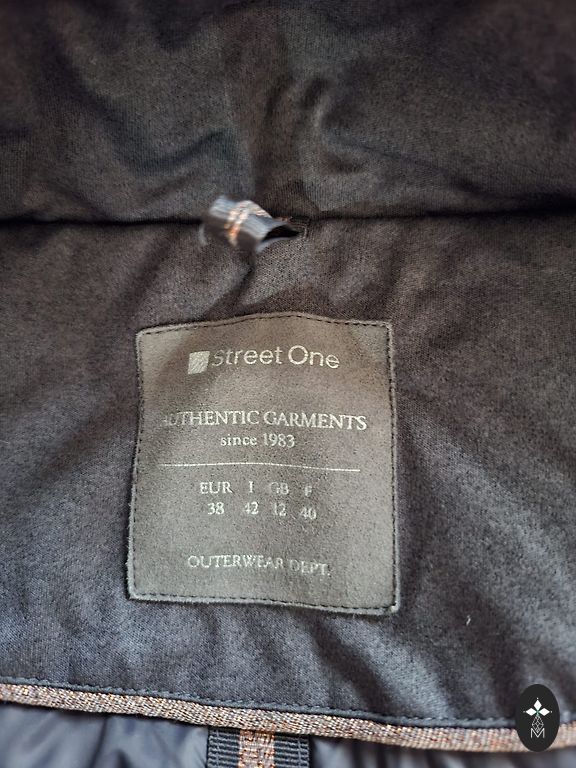 Street One
AUTHENTIC GARMENTS
since 1983
EUR I GB F
38 42 12 40
OUTERWEAR DEPT.